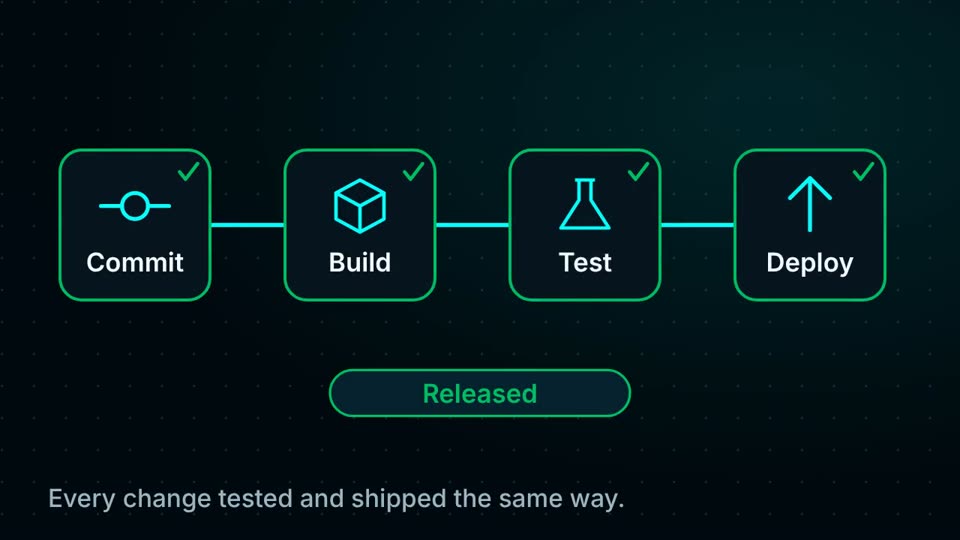 Commit
Build
Test
Deploy
Released
Every change tested and shipped the same way.